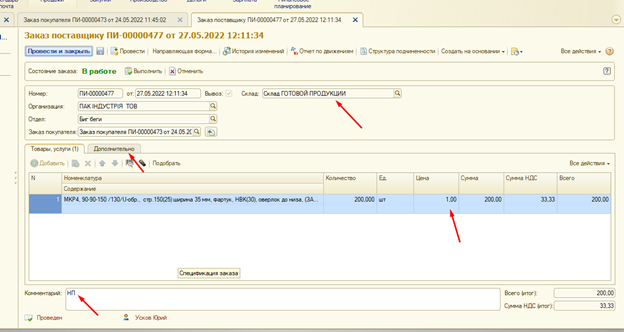 почта
Продажи
Закупки
Производство
Деньги
Зарплата
Финансовое планирование
Заказ покупателя ПИ-00000473 от 24.05.2022 11:45:02
Заказ поставщику ПИ-00000477 от 27.05.2022 12:11:34
Заказ поставщику ПИ-00000477 от 27.05.2022 12:11:34
Провести и закрыть Провести Направляющая форма... История изменений Отчет по движениям Структура подчиненности Создать на основании Все действия
Состояние заказа: В работе Выполнить Отменить
Номер: ПИ-00000477 от: 27.05.2022 12:11:34 Вывоз: Склад: Склад ГОТОВОЙ ПРОДУКЦИИ
Организация: ПАК ІНДУСТРІЯ ТОВ
Отдел: Биг беги
Заказ покупателя: Заказ покупателя ПИ-00000473 от 24.05.20
Товары, услуги (1) Дополнительно
Добавить Подобрать Все действия
N Номенклатура Количество Ед. Цена Сумма Сумма НДС Всего
Содержание
1 МКР4, 90-90-150 /130/U-обр., стр.150(25) ширина 35 мм, Фартук, НВК(30), оверлок до низа, (ЗА... 200,000 шт 1,00 200,00 33,33 200,00
Спецификация заказа
Комментарий: НП Всего (итог): 200,00
Сумма НДС (итог): 33,33
Проведен Усков Юрий